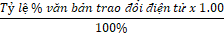 Tỷ lệ % văn bản trao đổi điện tử x 1.00
100%